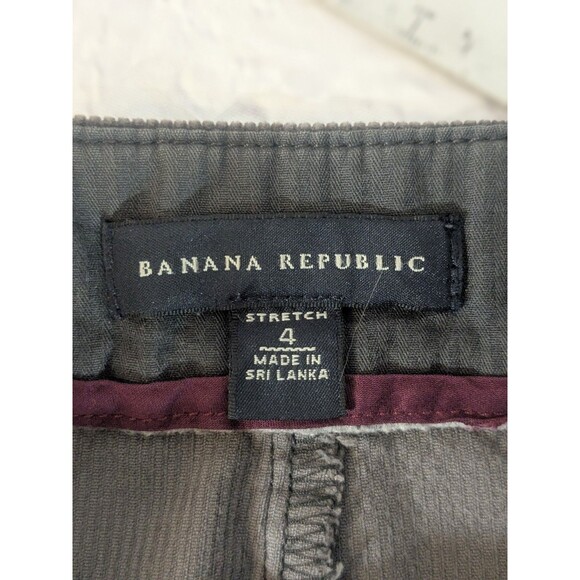 BANANA REPUBLIC
STRETCH
4
MADE IN
SRI LANKA